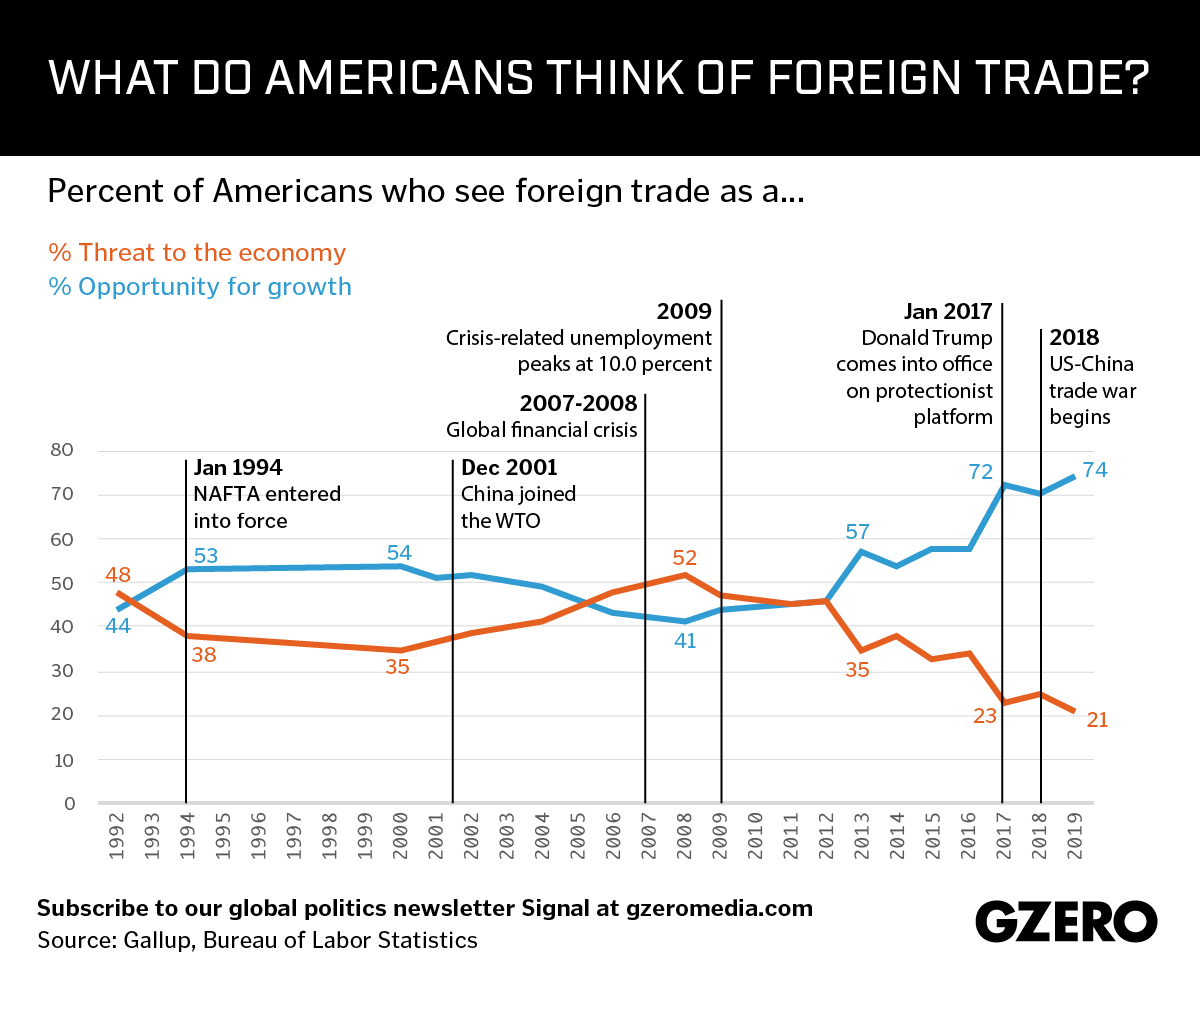 WHAT DO AMERICANS THINK OF FOREIGN TRADE?
Percent of Americans who see foreign trade as a...
% Threat to the economy
% Opportunity for growth
2009
Crisis-related unemployment
peaks at 10.0 percent
2007-2008
Global financial crisis
Jan 2017
Donald Trump
comes into office
on protectionist
platform
2018
US-China
trade war
begins
Jan 1994
NAFTA entered
into force
Dec 2001
China joined
the WTO
80
70
60
50
40
30
20
10
0
48
44
53
38
54
35
52
41
57
35
72
23
74
21
1992
1993
1994
1995
1996
1997
1998
1999
2000
2001
2002
2003
2004
2005
2006
2007
2008
2009
2010
2011
2012
2013
2014
2015
2016
2017
2018
2019
Subscribe to our global politics newsletter Signal at gzeromedia.com
Source: Gallup, Bureau of Labor Statistics
GZERO